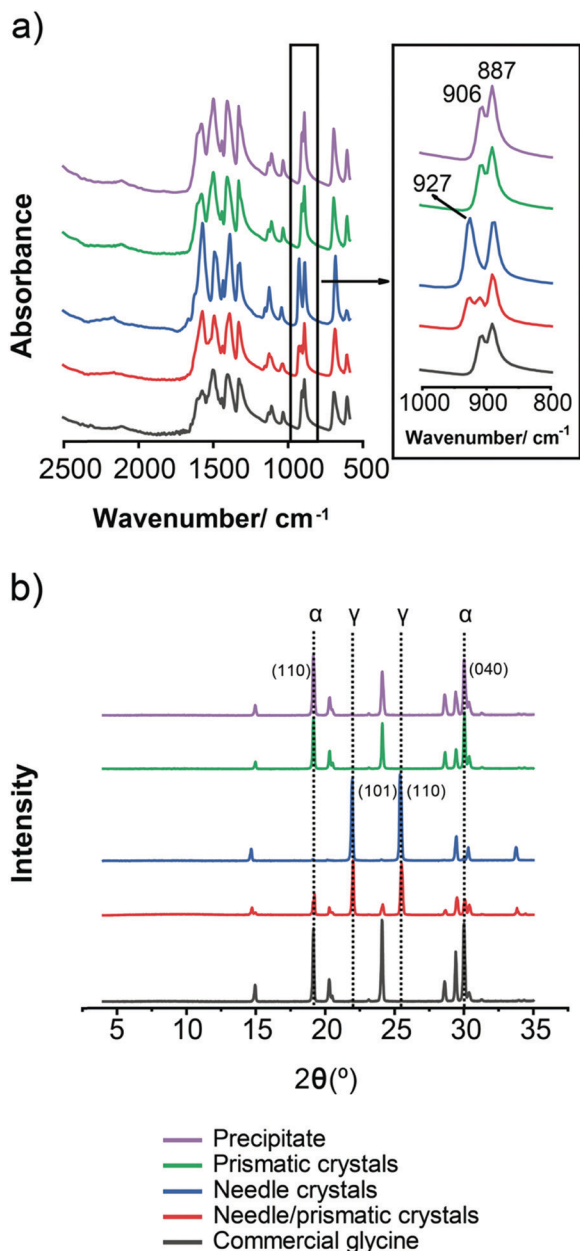 a)
887
906
927
Absorbance
1000 900 800
Wavenumber/ cm⁻¹
2500 2000 1500 1000 500
Wavenumber/ cm⁻¹
b)
α γ γ α
(110) (040)
(101) (110)
Intensity
5 10 15 20 25 30 35
2θ(º)
Precipitate
Prismatic crystals
Needle crystals
Needle/prismatic crystals
Commercial glycine